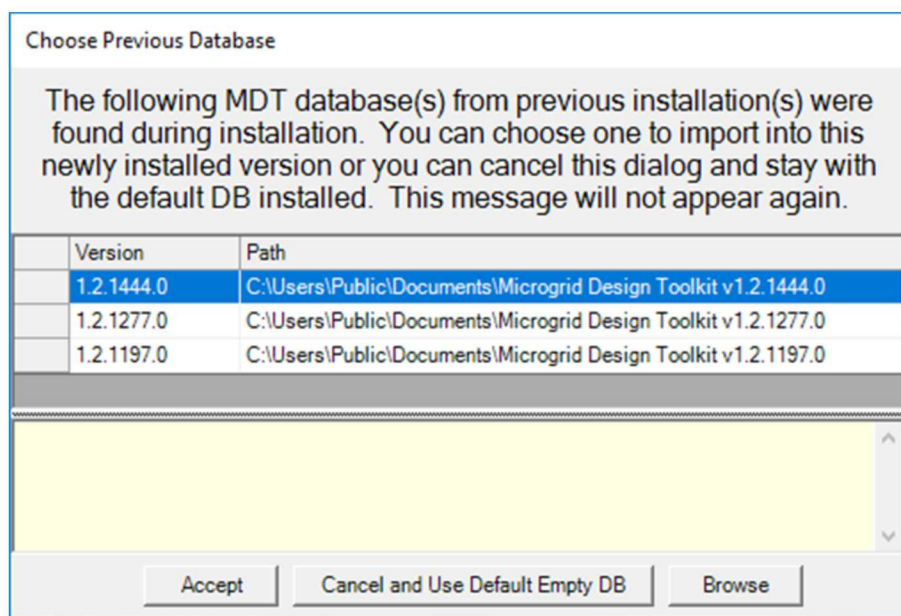 Choose Previous Database
The following MDT database(s) from previous installation(s) were
found during installation. You can choose one to import into this
newly installed version or you can cancel this dialog and stay with
the default DB installed. This message will not appear again.
Version Path
1.2.1444.0 C:\Users\Public\Documents\Microgrid Design Toolkit v1.2.1444.0
1.2.1277.0 C:\Users\Public\Documents\Microgrid Design Toolkit v1.2.1277.0
1.2.1197.0 C:\Users\Public\Documents\Microgrid Design Toolkit v1.2.1197.0
Accept Cancel and Use Default Empty DB Browse